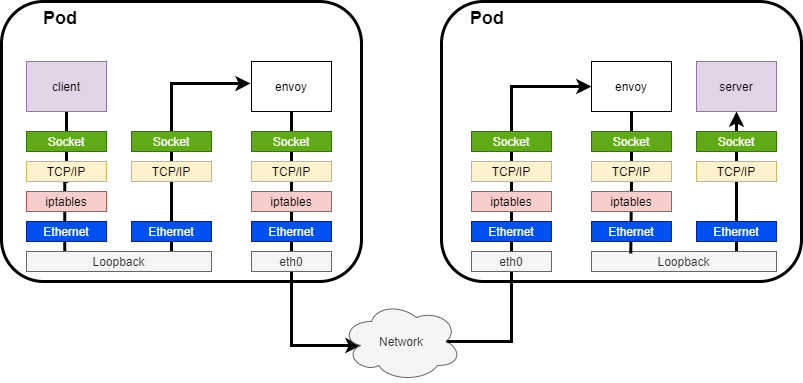 Pod
Pod
client
envoy
envoy
server
Socket
Socket
Socket
Socket
Socket
Socket
TCP/IP
TCP/IP
TCP/IP
TCP/IP
TCP/IP
TCP/IP
iptables
iptables
iptables
iptables
Ethernet
Ethernet
Ethernet
Ethernet
Ethernet
Ethernet
Loopback
eth0
eth0
Loopback
Network